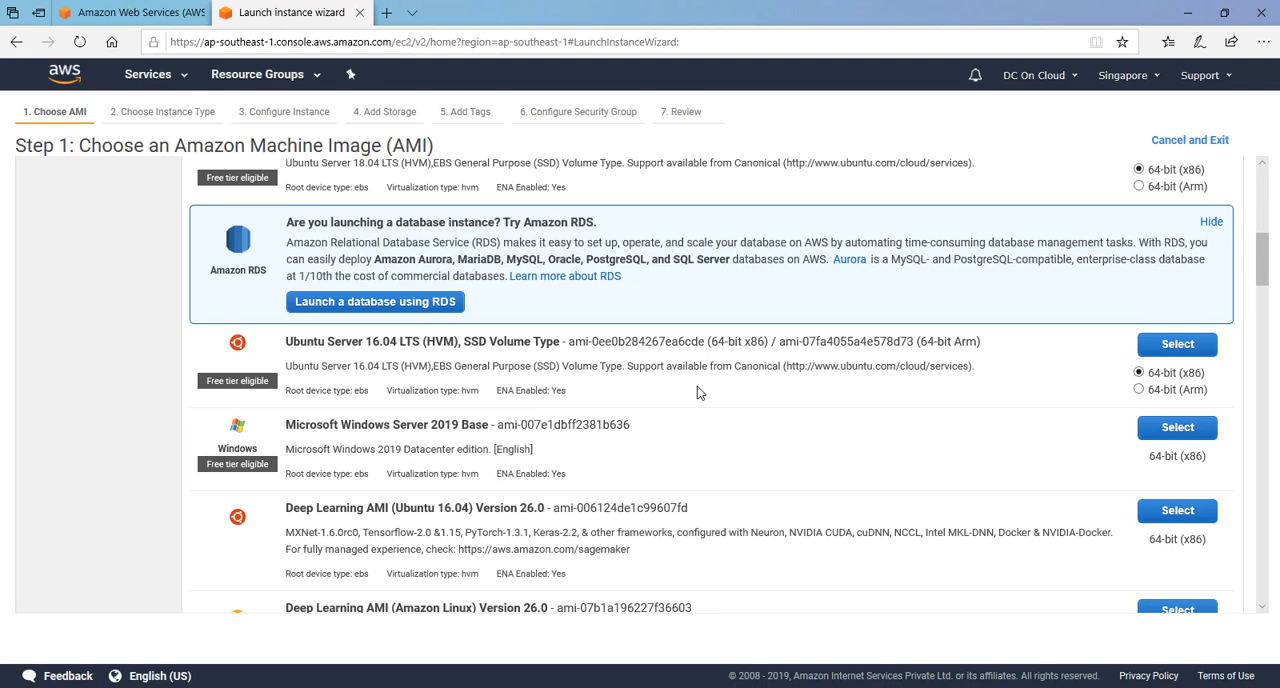 Amazon Web Services (AWS
Launch instance wizard
https://ap-southeast-1.console.aws.amazon.com/ec2/v2/home?region=ap-southeast-1#LaunchInstanceWizard:
aws
Services
Resource Groups
DC On Cloud
Singapore
Support
1. Choose AMI
2. Choose Instance Type
3. Configure Instance
4. Add Storage
5. Add Tags
6. Configure Security Group
7. Review
Step 1: Choose an Amazon Machine Image (AMI)
Cancel and Exit
Ubuntu Server 18.04 LTS (HVM),EBS General Purpose (SSD) Volume Type. Support available from Canonical (http://www.ubuntu.com/cloud/services).
Free tier eligible
Root device type: ebs Virtualization type: hvm ENA Enabled: Yes
64-bit (x86)
64-bit (Arm)
Are you launching a database instance? Try Amazon RDS.
Hide
Amazon RDS
Amazon Relational Database Service (RDS) makes it easy to set up, operate, and scale your database on AWS by automating time-consuming database management tasks. With RDS, you
can easily deploy Amazon Aurora, MariaDB, MySQL, Oracle, PostgreSQL, and SQL Server databases on AWS. Aurora is a MySQL- and PostgreSQL-compatible, enterprise-class database
at 1/10th the cost of commercial databases. Learn more about RDS
Launch a database using RDS
Ubuntu Server 16.04 LTS (HVM), SSD Volume Type - ami-0ee0b284267ea6cde (64-bit x86) / ami-07fa4055a4e578d73 (64-bit Arm)
Select
Free tier eligible
Ubuntu Server 16.04 LTS (HVM),EBS General Purpose (SSD) Volume Type. Support available from Canonical (http://www.ubuntu.com/cloud/services).
Root device type: ebs Virtualization type: hvm ENA Enabled: Yes
64-bit (x86)
64-bit (Arm)
Microsoft Windows Server 2019 Base - ami-007e1dbff2381b636
Select
Windows
Free tier eligible
Microsoft Windows 2019 Datacenter edition. [English]
Root device type: ebs Virtualization type: hvm ENA Enabled: Yes
64-bit (x86)
Deep Learning AMI (Ubuntu 16.04) Version 26.0 - ami-006124de1c99607fd
Select
MXNet-1.6.0rc0, Tensorflow-2.0 &1.15, PyTorch-1.3.1, Keras-2.2, & other frameworks, configured with Neuron, NVIDIA CUDA, cuDNN, NCCL, Intel MKL-DNN, Docker & NVIDIA-Docker.
For fully managed experience, check: https://aws.amazon.com/sagemaker
64-bit (x86)
Root device type: ebs Virtualization type: hvm ENA Enabled: Yes
Deep Learning AMI (Amazon Linux) Version 26.0 - ami-07b1a196227f36603
Select
Feedback
English (US)
© 2008 - 2019, Amazon Internet Services Private Ltd. or its affiliates. All rights reserved.
Privacy Policy
Terms of Use